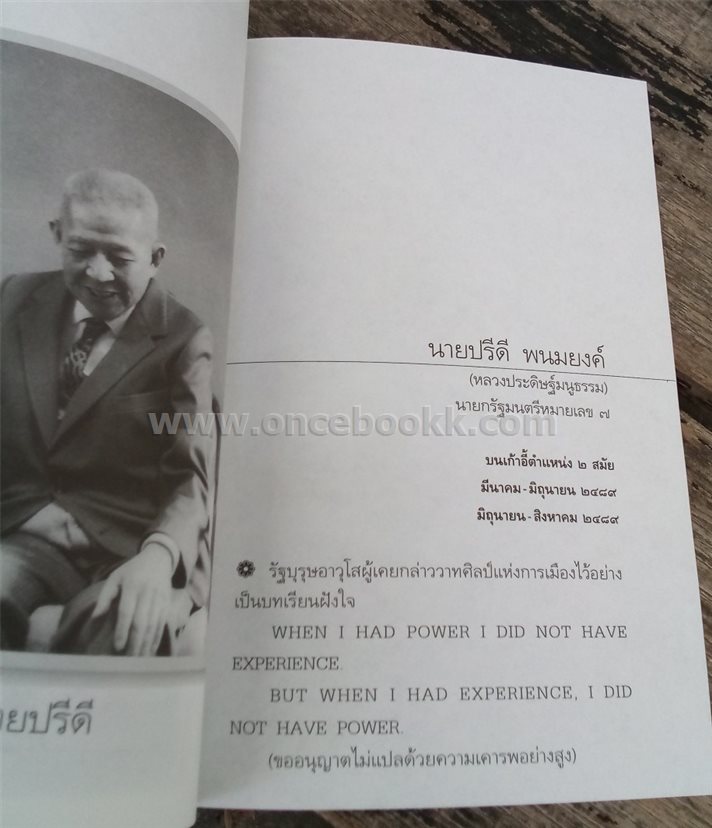 นายปรีดี พนมยงค์
(หลวงประดิษฐ์มนูธรรม)
นายกรัฐมนตรีหมายเลข ๗
www.oncebookk.com
บนเก้าอี้ตำแหน่ง ๒ สมัย
มีนาคม-มิถุนายน ๒๔๘๙
มิถุนายน-สิงหาคม ๒๔๘๙
รัฐบุรุษอาวุโสผู้เคยกล่าววาทศิลป์แห่งการเมืองไว้อย่าง
เป็นบทเรียนฝังใจ
WHEN I HAD POWER I DID NOT HAVE
EXPERIENCE.
BUT WHEN I HAD EXPERIENCE, I DID
NOT HAVE POWER.
(ขออนุญาตไม่แปลด้วยความเคารพอย่างสูง)
ยปรีดี